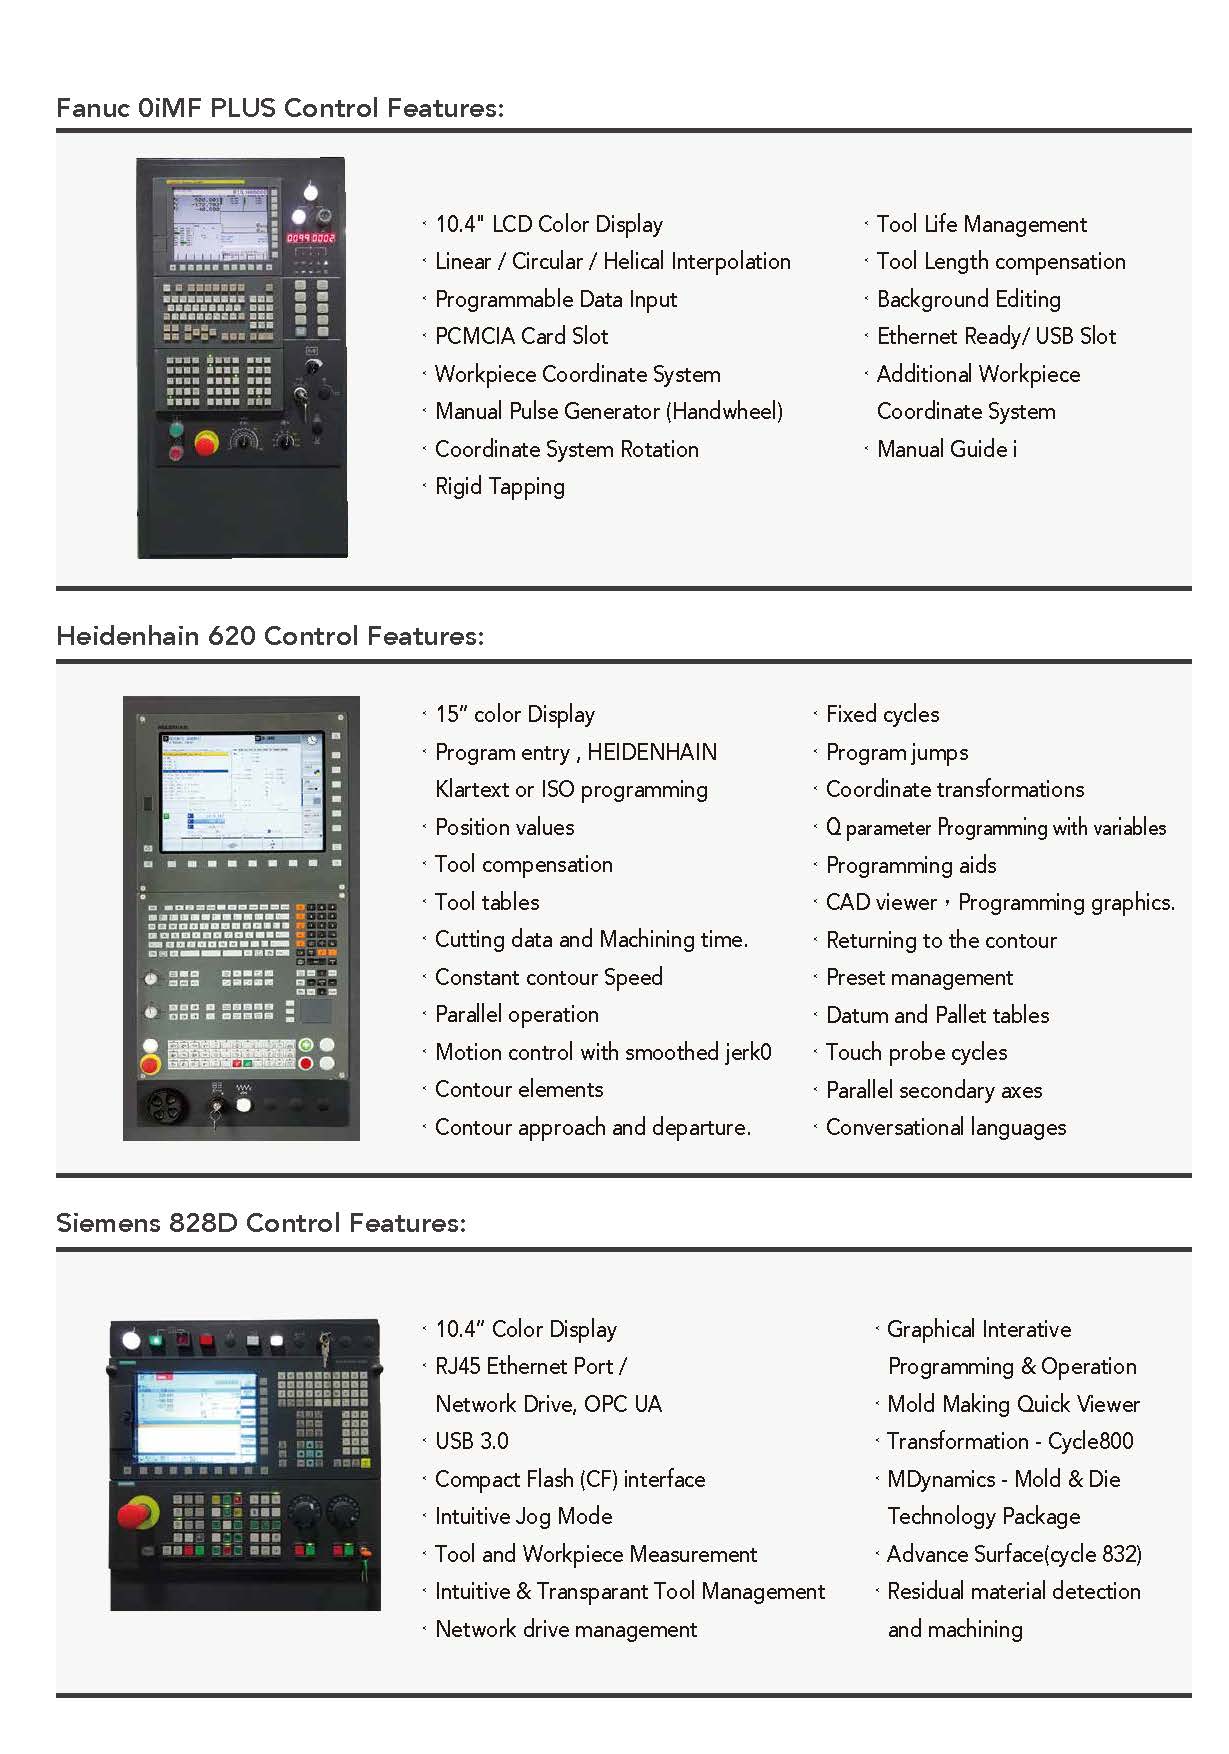 Fanuc 0iMF PLUS Control Features:
· 10.4" LCD Color Display
· Linear / Circular / Helical Interpolation
· Programmable Data Input
· PCMCIA Card Slot
· Workpiece Coordinate System
· Manual Pulse Generator (Handwheel)
· Coordinate System Rotation
· Rigid Tapping
· Tool Life Management
· Tool Length compensation
· Background Editing
· Ethernet Ready/ USB Slot
· Additional Workpiece
Coordinate System
· Manual Guide i
Heidenhain 620 Control Features:
· 15” color Display
· Program entry , HEIDENHAIN
Klartext or ISO programming
· Position values
· Tool compensation
· Tool tables
· Cutting data and Machining time.
· Constant contour Speed
· Parallel operation
· Motion control with smoothed jerk0
· Contour elements
· Contour approach and departure.
· Fixed cycles
· Program jumps
· Coordinate transformations
· Q parameter Programming with variables
· Programming aids
· CAD viewer，Programming graphics.
· Returning to the contour
· Preset management
· Datum and Pallet tables
· Touch probe cycles
· Parallel secondary axes
· Conversational languages
Siemens 828D Control Features:
· 10.4” Color Display
· RJ45 Ethernet Port /
Network Drive, OPC UA
· USB 3.0
· Compact Flash (CF) interface
· Intuitive Jog Mode
· Tool and Workpiece Measurement
· Intuitive & Transparant Tool Management
· Network drive management
· Graphical Interative
Programming & Operation
· Mold Making Quick Viewer
· Transformation - Cycle800
· MDynamics - Mold & Die
Technology Package
· Advance Surface(cycle 832)
· Residual material detection
and machining